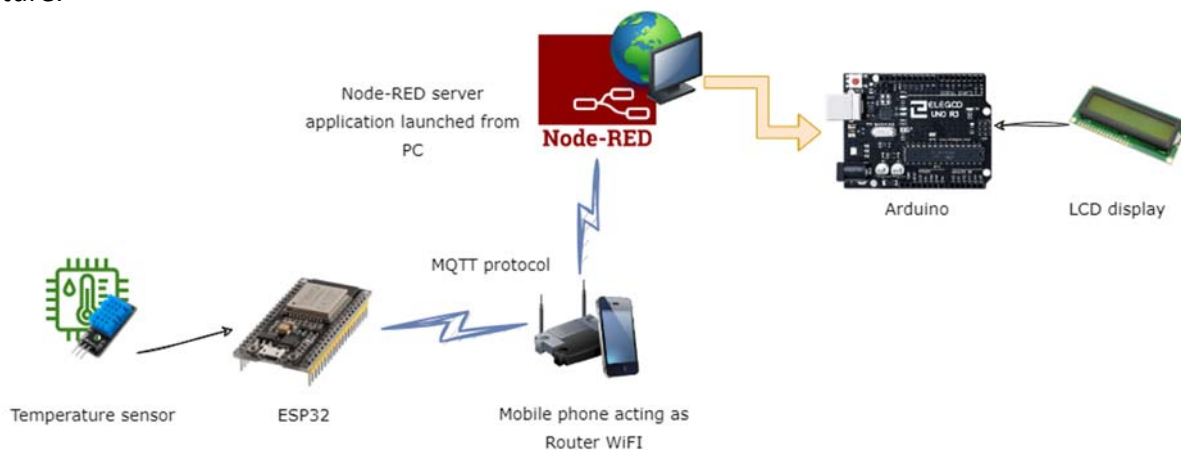 Node-RED server
application launched from
PC
Node-RED
ELEGOO
UNO R3
Arduino
LCD display
MQTT protocol
Temperature sensor
ESP32
Mobile phone acting as
Router WiFI